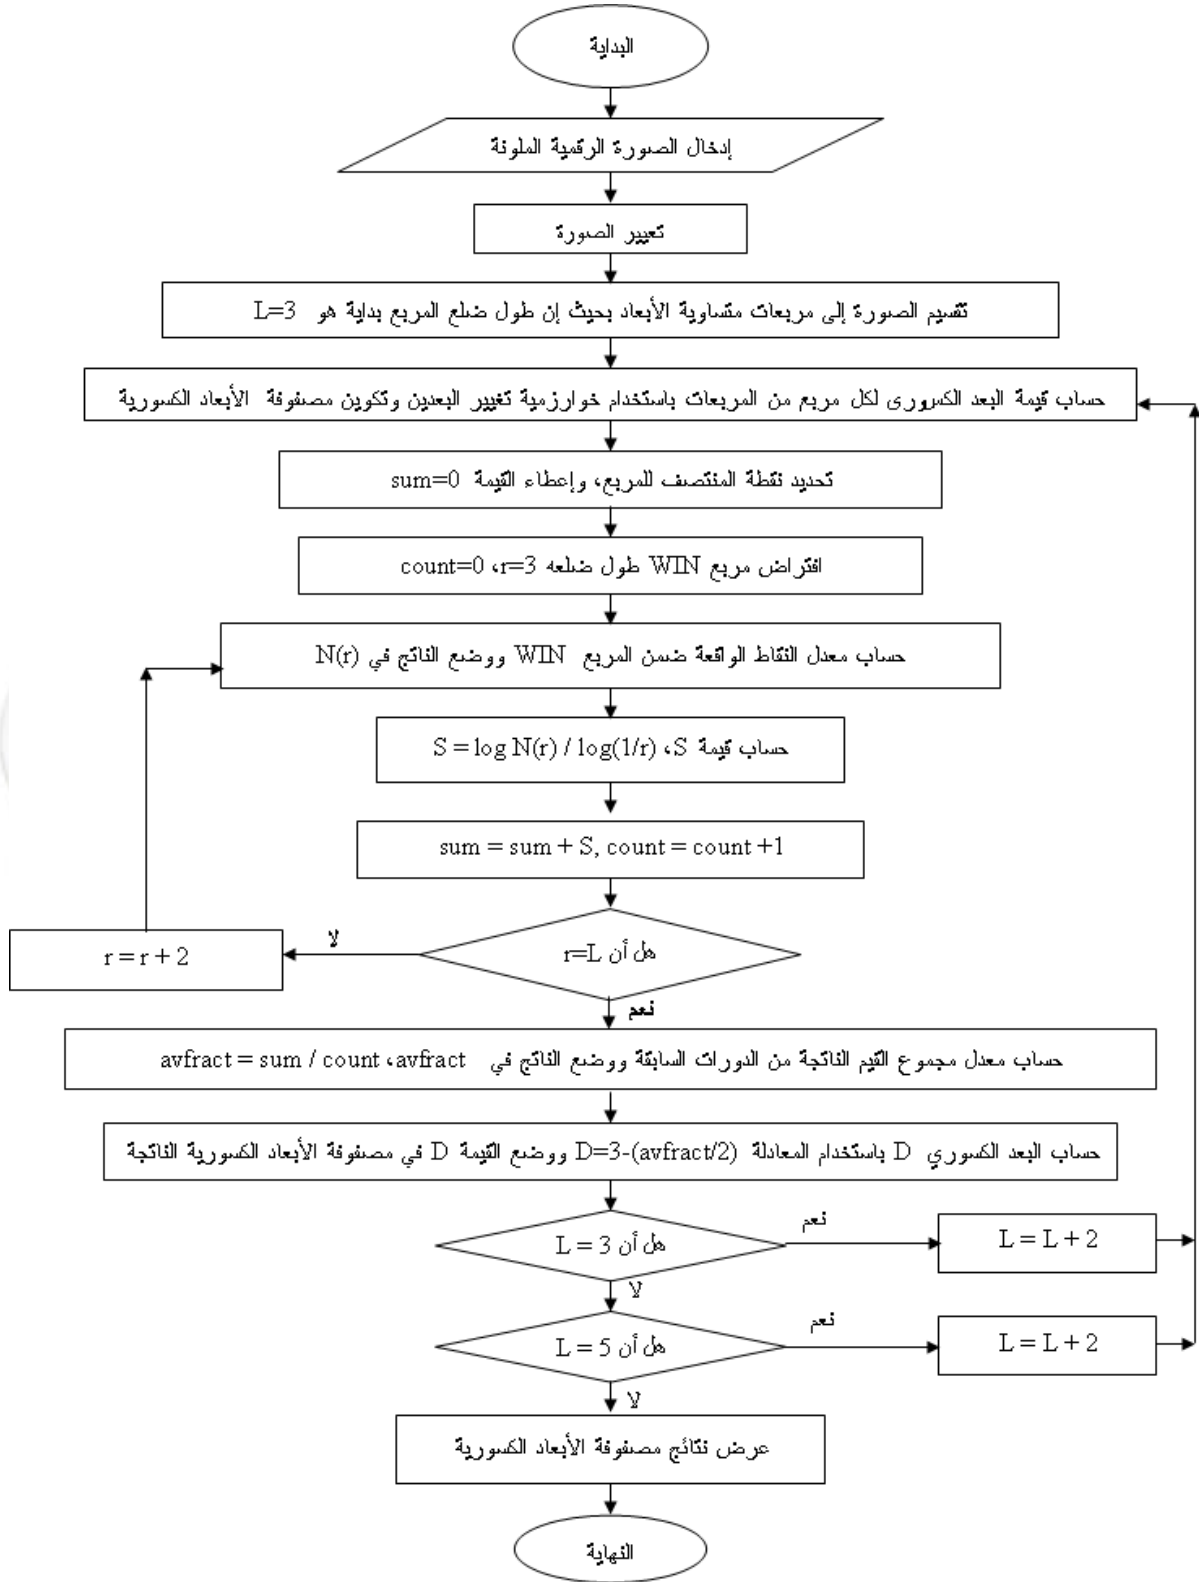 البداية
إدخال الصورة الرقمية الملونة
تعيير الصورة
تقسيم الصورة إلى مربعات متساوية الأبعاد بحيث إن طول ضلع المربع بداية هو L=3
حساب قيمة البعد الكسورى لكل مربع من المربعات باستخدام خوارزمية تغيير البعدين وتكوين مصفوفة الأبعاد الكسورية
تحديد نقطة المنتصف للمربع، وإعطاء القيمة sum=0
افتراض مربع WIN طول ضلعه r=3، count=0
حساب معدل النقاط الواقعة ضمن المربع WIN ووضع الناتج في N(r)
حساب قيمة S، S = log N(r) / log(1/r)
sum = sum + S, count = count +1
هل أن r=L
لا
r = r + 2
نعم
حساب معدل مجموع القيم الناتجة من الدورات السابقة ووضع الناتج في avfract، avfract = sum / count
حساب البعد الكسوري D باستخدام المعادلة D=3-(avfract/2) ووضع القيمة D في مصفوفة الأبعاد الكسورية الناتجة
هل أن L = 3
نعم
L = L + 2
لا
هل أن L = 5
نعم
L = L + 2
لا
عرض نتائج مصفوفة الأبعاد الكسورية
النهاية